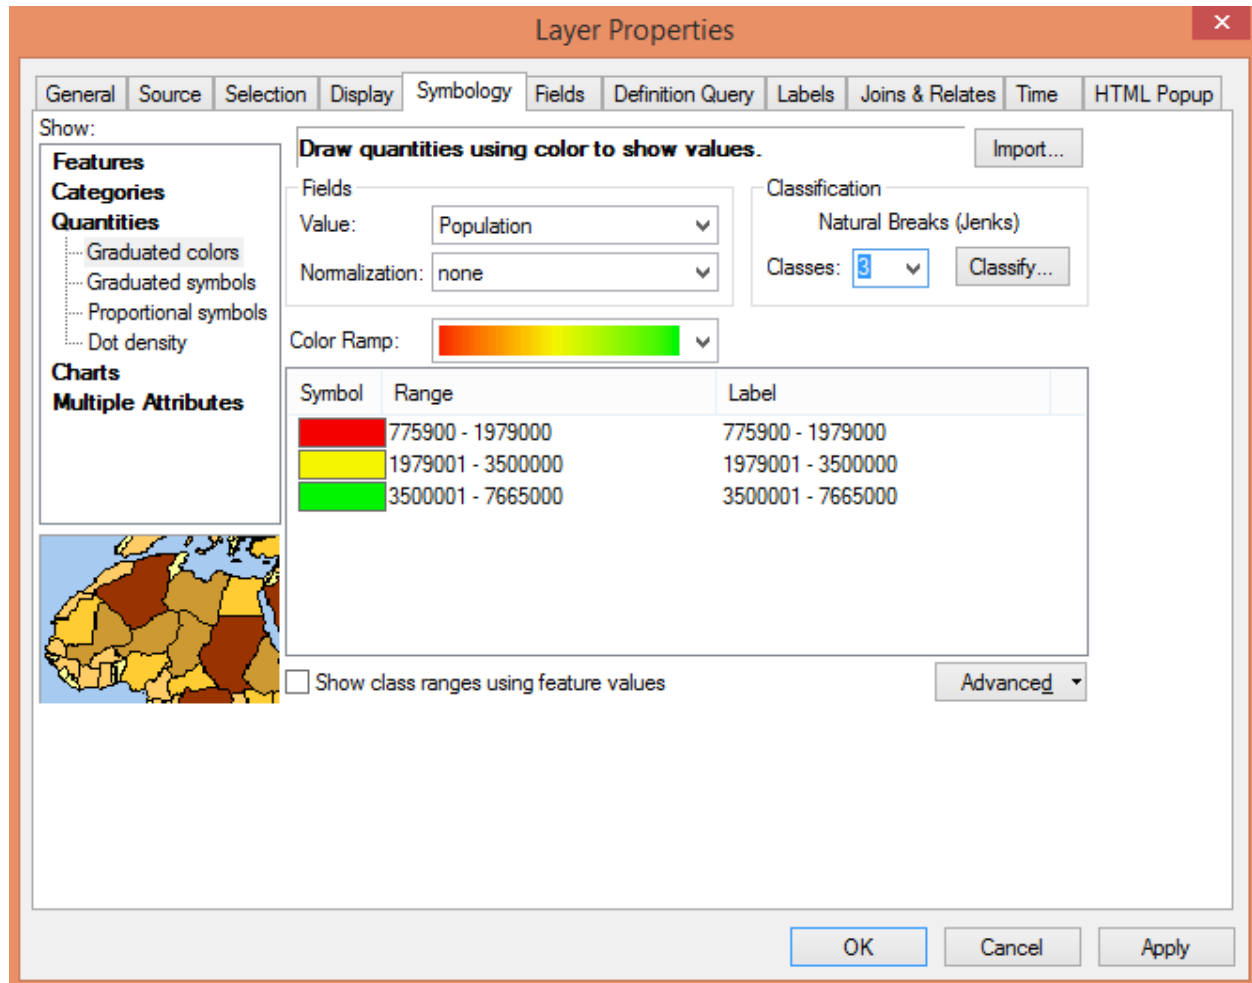 Layer Properties
General Source Selection Display Symbology Fields Definition Query Labels Joins & Relates Time HTML Popup
Show:
Features
Categories
Quantities
Graduated colors
Graduated symbols
Proportional symbols
Dot density
Charts
Multiple Attributes
Draw quantities using color to show values.
Import...
Fields
Value: Population
Normalization: none
Classification
Natural Breaks (Jenks)
Classes: 3 Classify...
Color Ramp:
Symbol Range Label
775900 - 1979000 775900 - 1979000
1979001 - 3500000 1979001 - 3500000
3500001 - 7665000 3500001 - 7665000
Show class ranges using feature values
Advanced
OK Cancel Apply